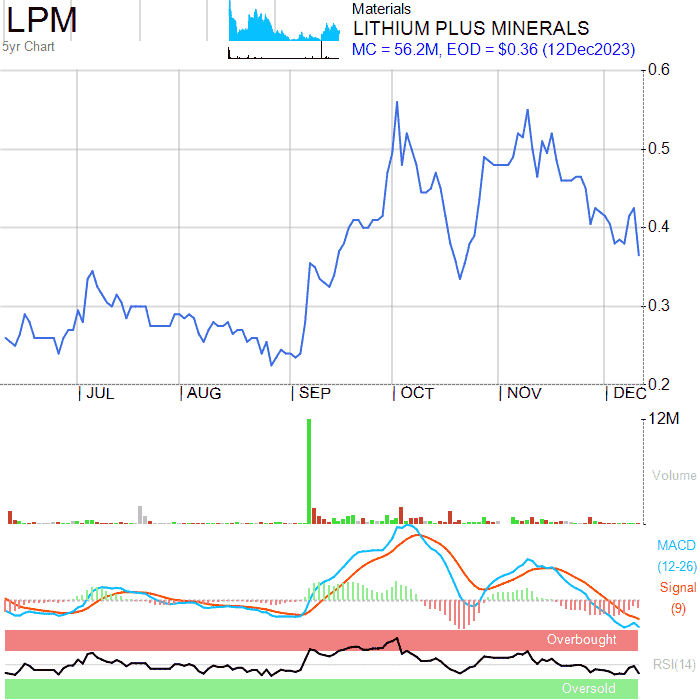 LPM
5yr Chart
Materials
LITHIUM PLUS MINERALS
MC = 56.2M, EOD = $0.36 (12Dec2023)
0.6
0.5
0.4
0.3
0.2
JUL AUG SEP OCT NOV DEC
12M
Volume
MACD
(12-26)
Signal
(9)
Overbought
RSI(14)
Oversold